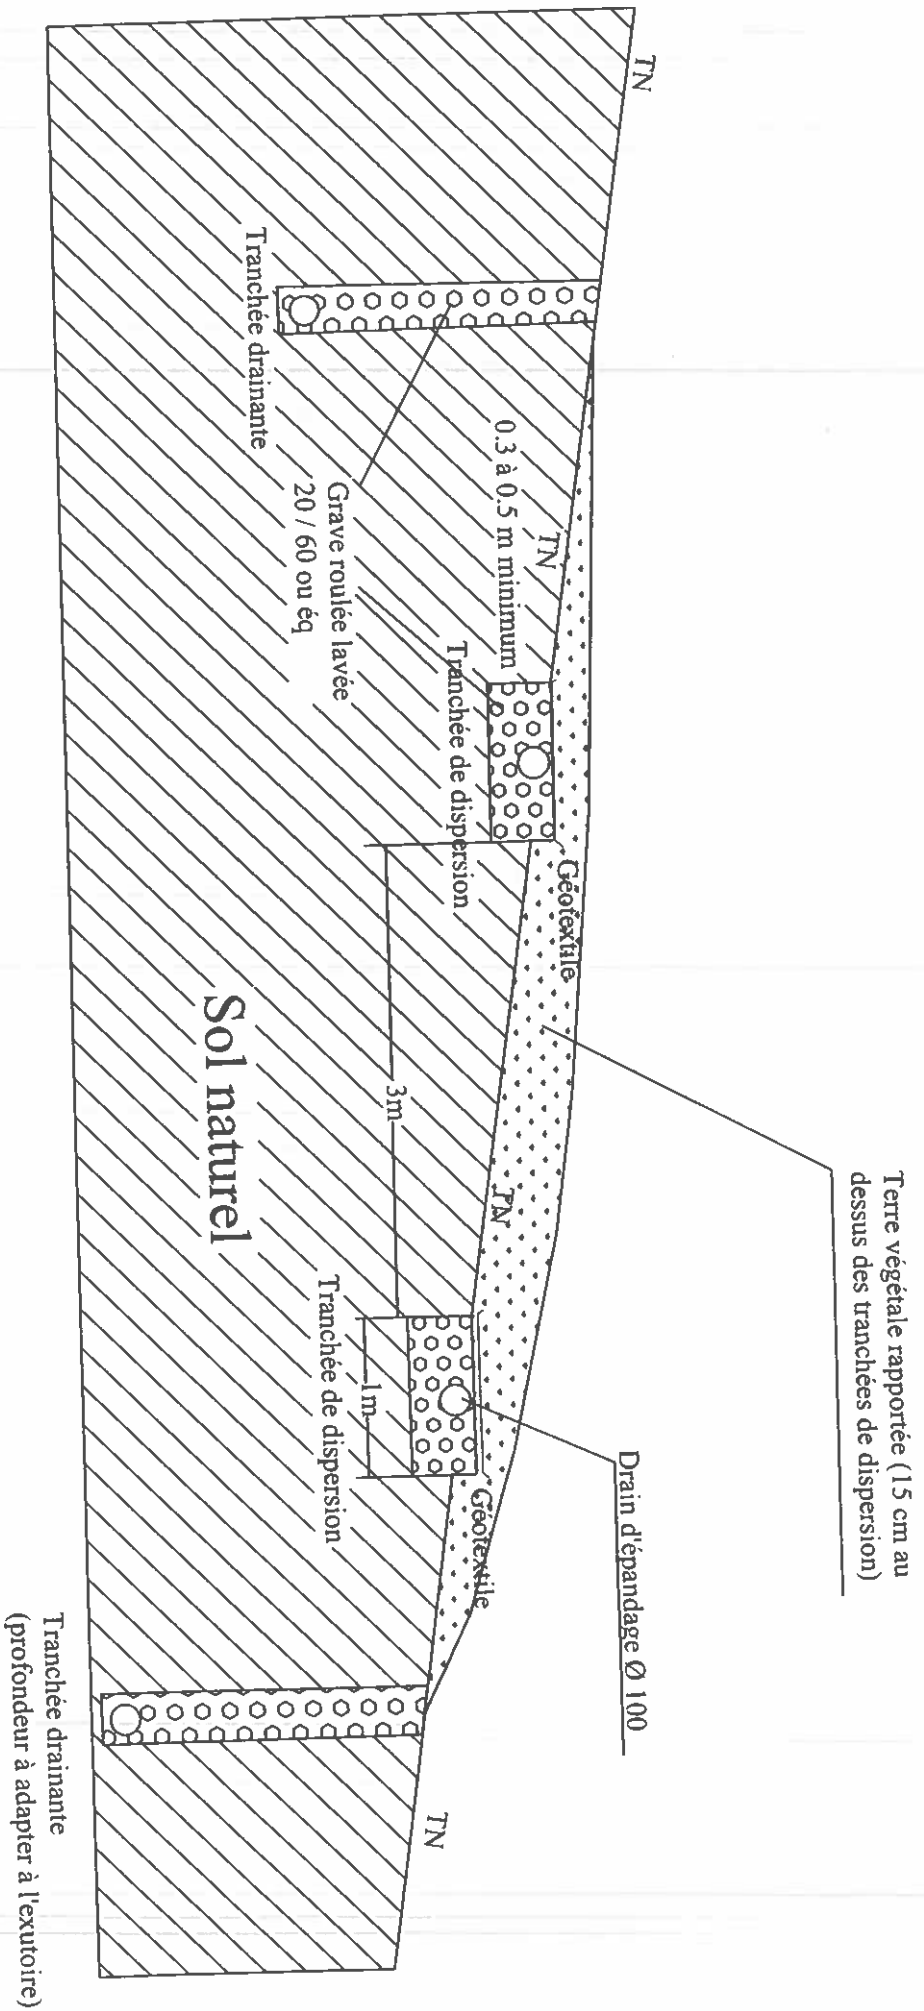 Terre végétale rapportée (15 cm au
dessus des tranchées de dispersion)
Drain d'épandage Ø 100
TN
TN
Géotextile
TN
Géotextile
TN
0.3 à 0.5 m minimum
Tranchée de dispersion
3m
1m
Tranchée de dispersion
Grave roulée lavée
20 / 60 ou éq
Tranchée drainante
Sol naturel
Tranchée drainante
(profondeur à adapter à l'exutoire)